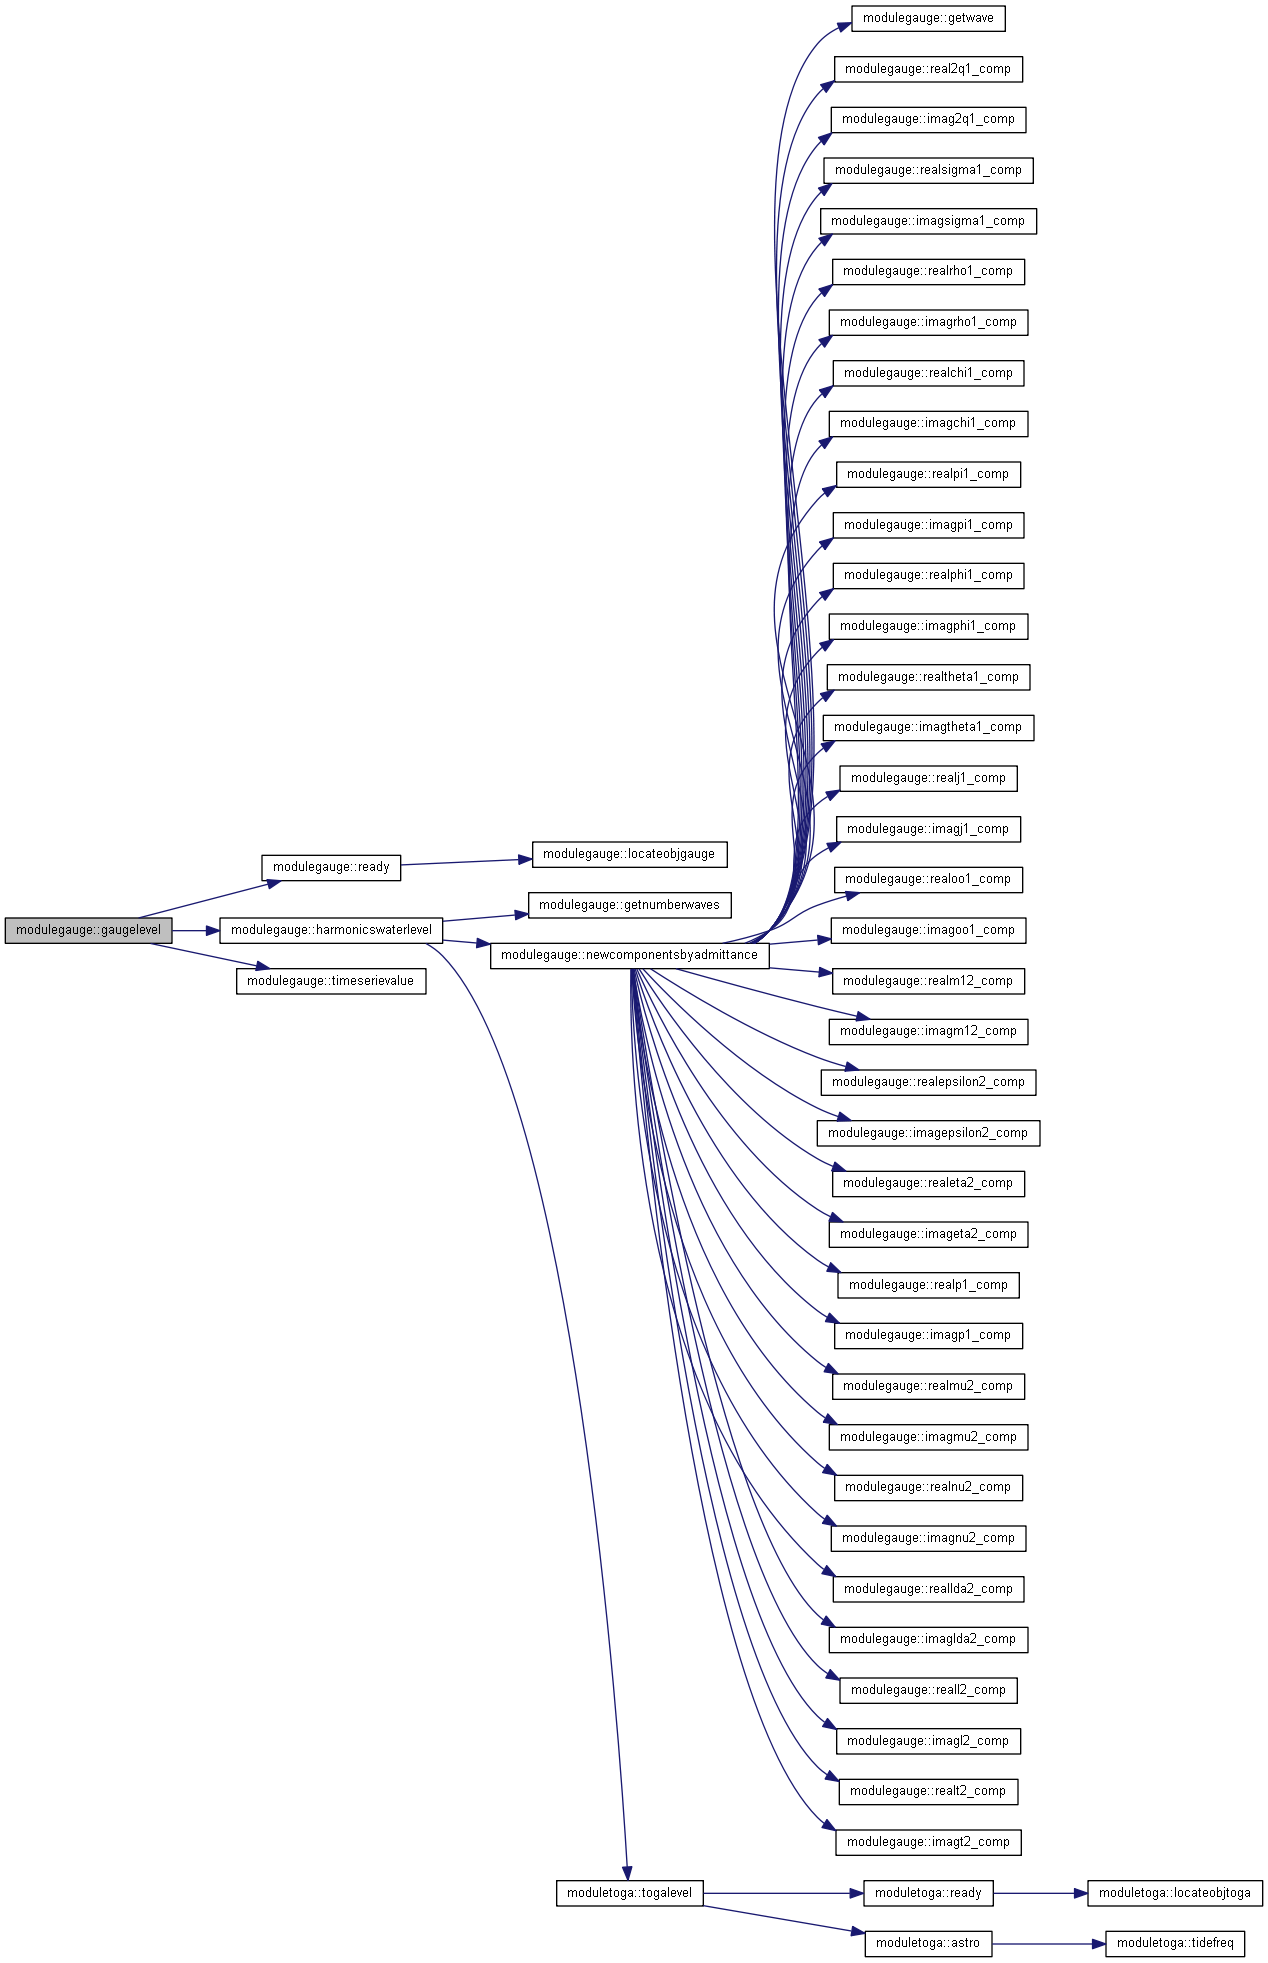 modulegauge::getwave
modulegauge::real2q1_comp
modulegauge::imag2q1_comp
modulegauge::realsigma1_comp
modulegauge::imagsigma1_comp
modulegauge::realrho1_comp
modulegauge::imagrho1_comp
modulegauge::realchi1_comp
modulegauge::imagchi1_comp
modulegauge::realpi1_comp
modulegauge::imagpi1_comp
modulegauge::realphi1_comp
modulegauge::imagphi1_comp
modulegauge::realtheta1_comp
modulegauge::imagtheta1_comp
modulegauge::realj1_comp
modulegauge::imagj1_comp
modulegauge::locateobjgauge
modulegauge::ready
modulegauge::realoo1_comp
modulegauge::getnumberwaves
modulegauge::gaugelevel
modulegauge::harmonicswaterlevel
modulegauge::imagoo1_comp
modulegauge::newcomponentsbyadmittance
modulegauge::timeserievalue
modulegauge::realm12_comp
modulegauge::imagm12_comp
modulegauge::realepsilon2_comp
modulegauge::imagepsilon2_comp
modulegauge::realeta2_comp
modulegauge::imageta2_comp
modulegauge::realp1_comp
modulegauge::imagp1_comp
modulegauge::realmu2_comp
modulegauge::imagmu2_comp
modulegauge::realnu2_comp
modulegauge::imagnu2_comp
modulegauge::reallda2_comp
modulegauge::imaglda2_comp
modulegauge::reall2_comp
modulegauge::imagl2_comp
modulegauge::realt2_comp
modulegauge::imagt2_comp
moduletoga::togalevel
moduletoga::ready
moduletoga::locateobjtoga
moduletoga::astro
moduletoga::tidefreq